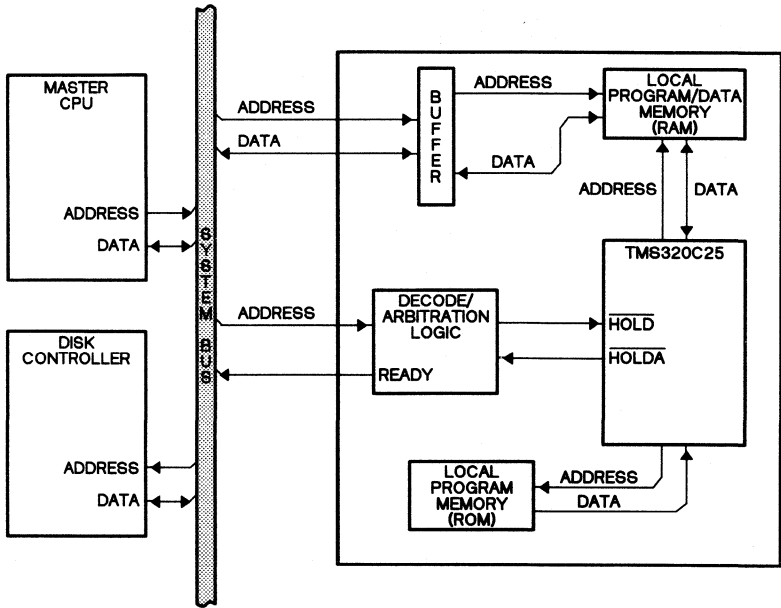 MASTER
CPU
ADDRESS
DATA
DISK
CONTROLLER
ADDRESS
DATA
SYSTEM BUS
ADDRESS
DATA
BUFFER
ADDRESS
DATA
LOCAL
PROGRAM/DATA
MEMORY
(RAM)
ADDRESS
DATA
ADDRESS
DECODE/
ARBITRATION
LOGIC
READY
TMS320C25
HOLD
HOLDA
LOCAL
PROGRAM
MEMORY
(ROM)
ADDRESS
DATA